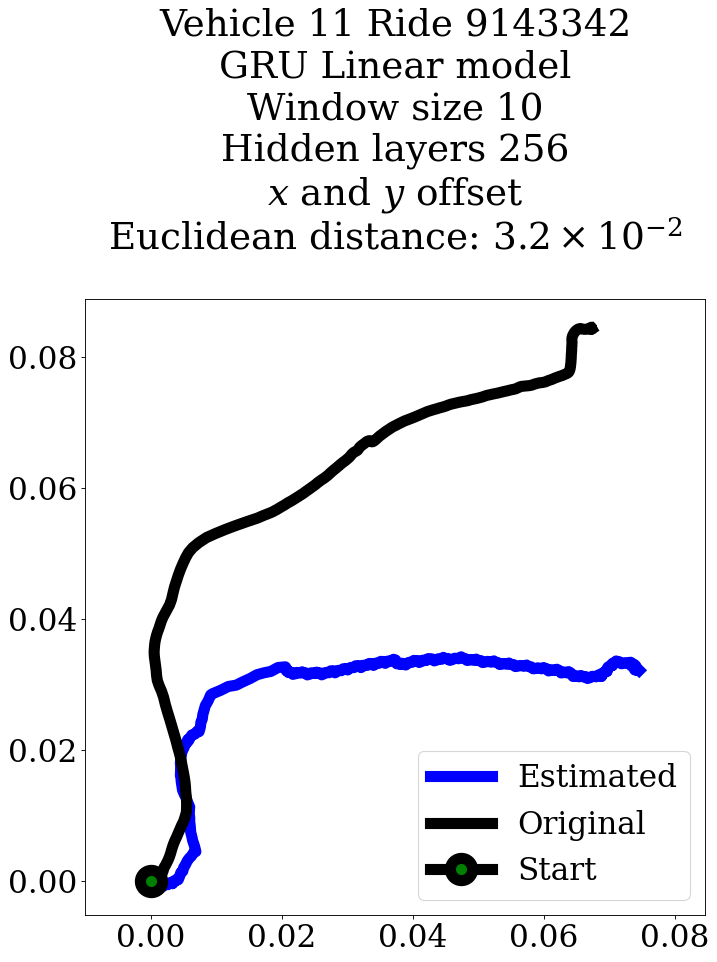 Vehicle 11 Ride 9143342
GRU Linear model
Window size 10
Hidden layers 256
x and y offset
Euclidean distance: 3.2 × 10⁻²
0.08
0.06
0.04
0.02
0.00
Estimated
Original
Start
0.00 0.02 0.04 0.06 0.08